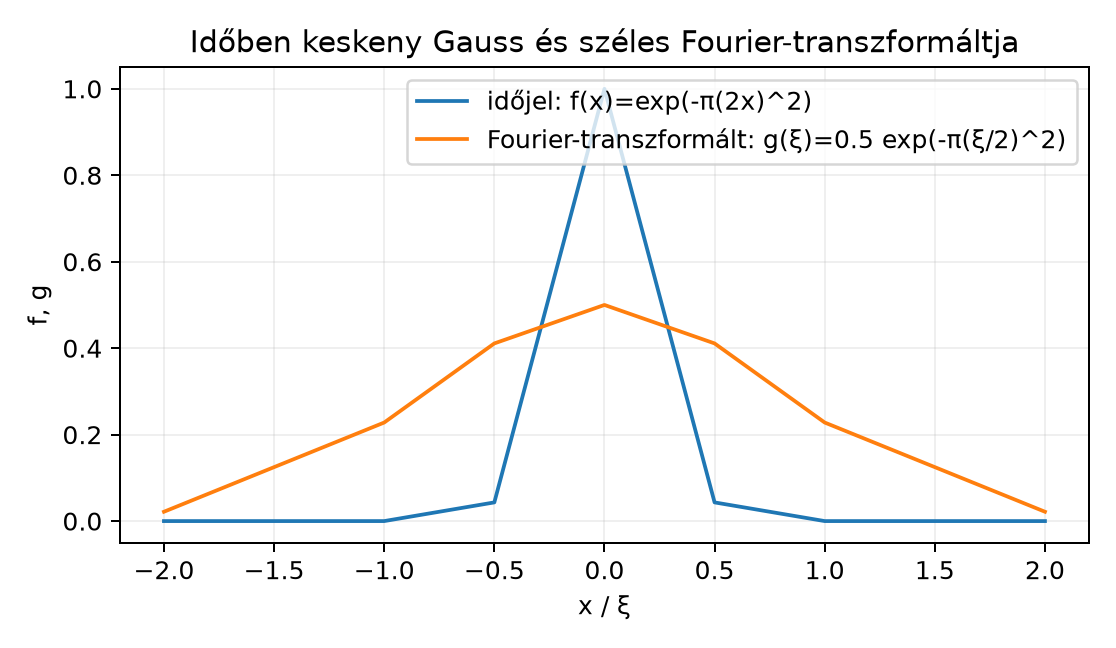 Időben keskeny Gauss és széles Fourier-transzformáltja
időjel: f(x)=exp(-π(2x)^2)
Fourier-transzformált: g(ξ)=0.5 exp(-π(ξ/2)^2)
f, g
1.0
0.8
0.6
0.4
0.2
0.0
−2.0 −1.5 −1.0 −0.5 0.0 0.5 1.0 1.5 2.0
x / ξ